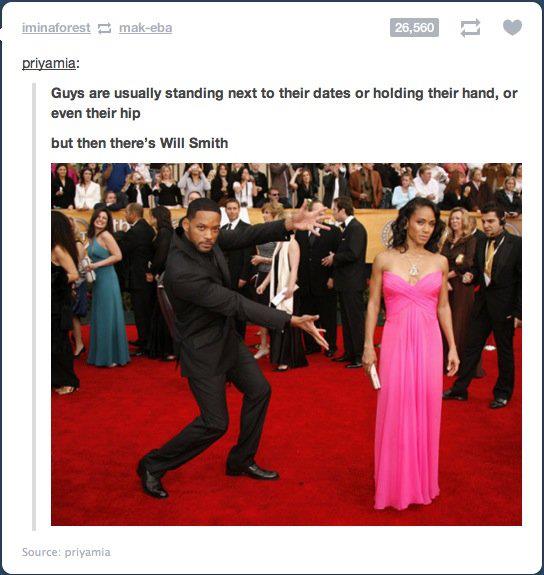 iminaforest mak-eba 26,560
priyamia:
Guys are usually standing next to their dates or holding their hand, or
even their hip
but then there's Will Smith
Source: priyamia